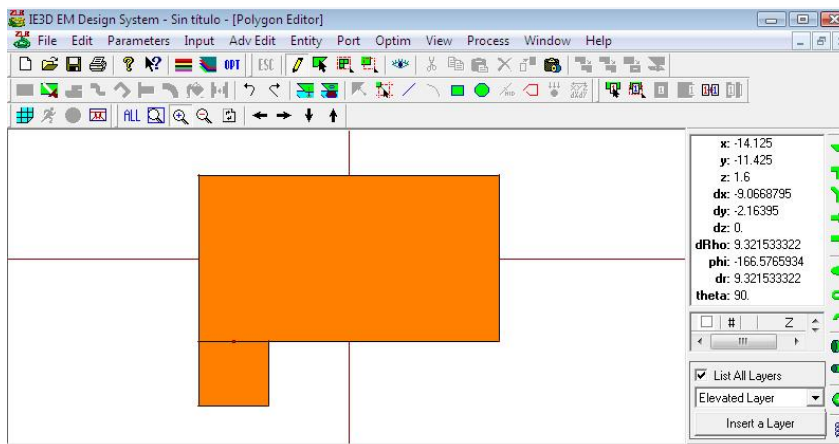 IE3D EM Design System - Sin título - [Polygon Editor]
File Edit Parameters Input Adv Edit Entity Port Optim View Process Window Help
ESC
ALL
x: -14.125
y: -11.425
z: 1.6
dx: -9.0668795
dy: -2.16395
dz: 0.
dRho: 9.321533322
phi: -166.5765934
dr: 9.321533322
theta: 90.
# Z
List All Layers
Elevated Layer
Insert a Layer